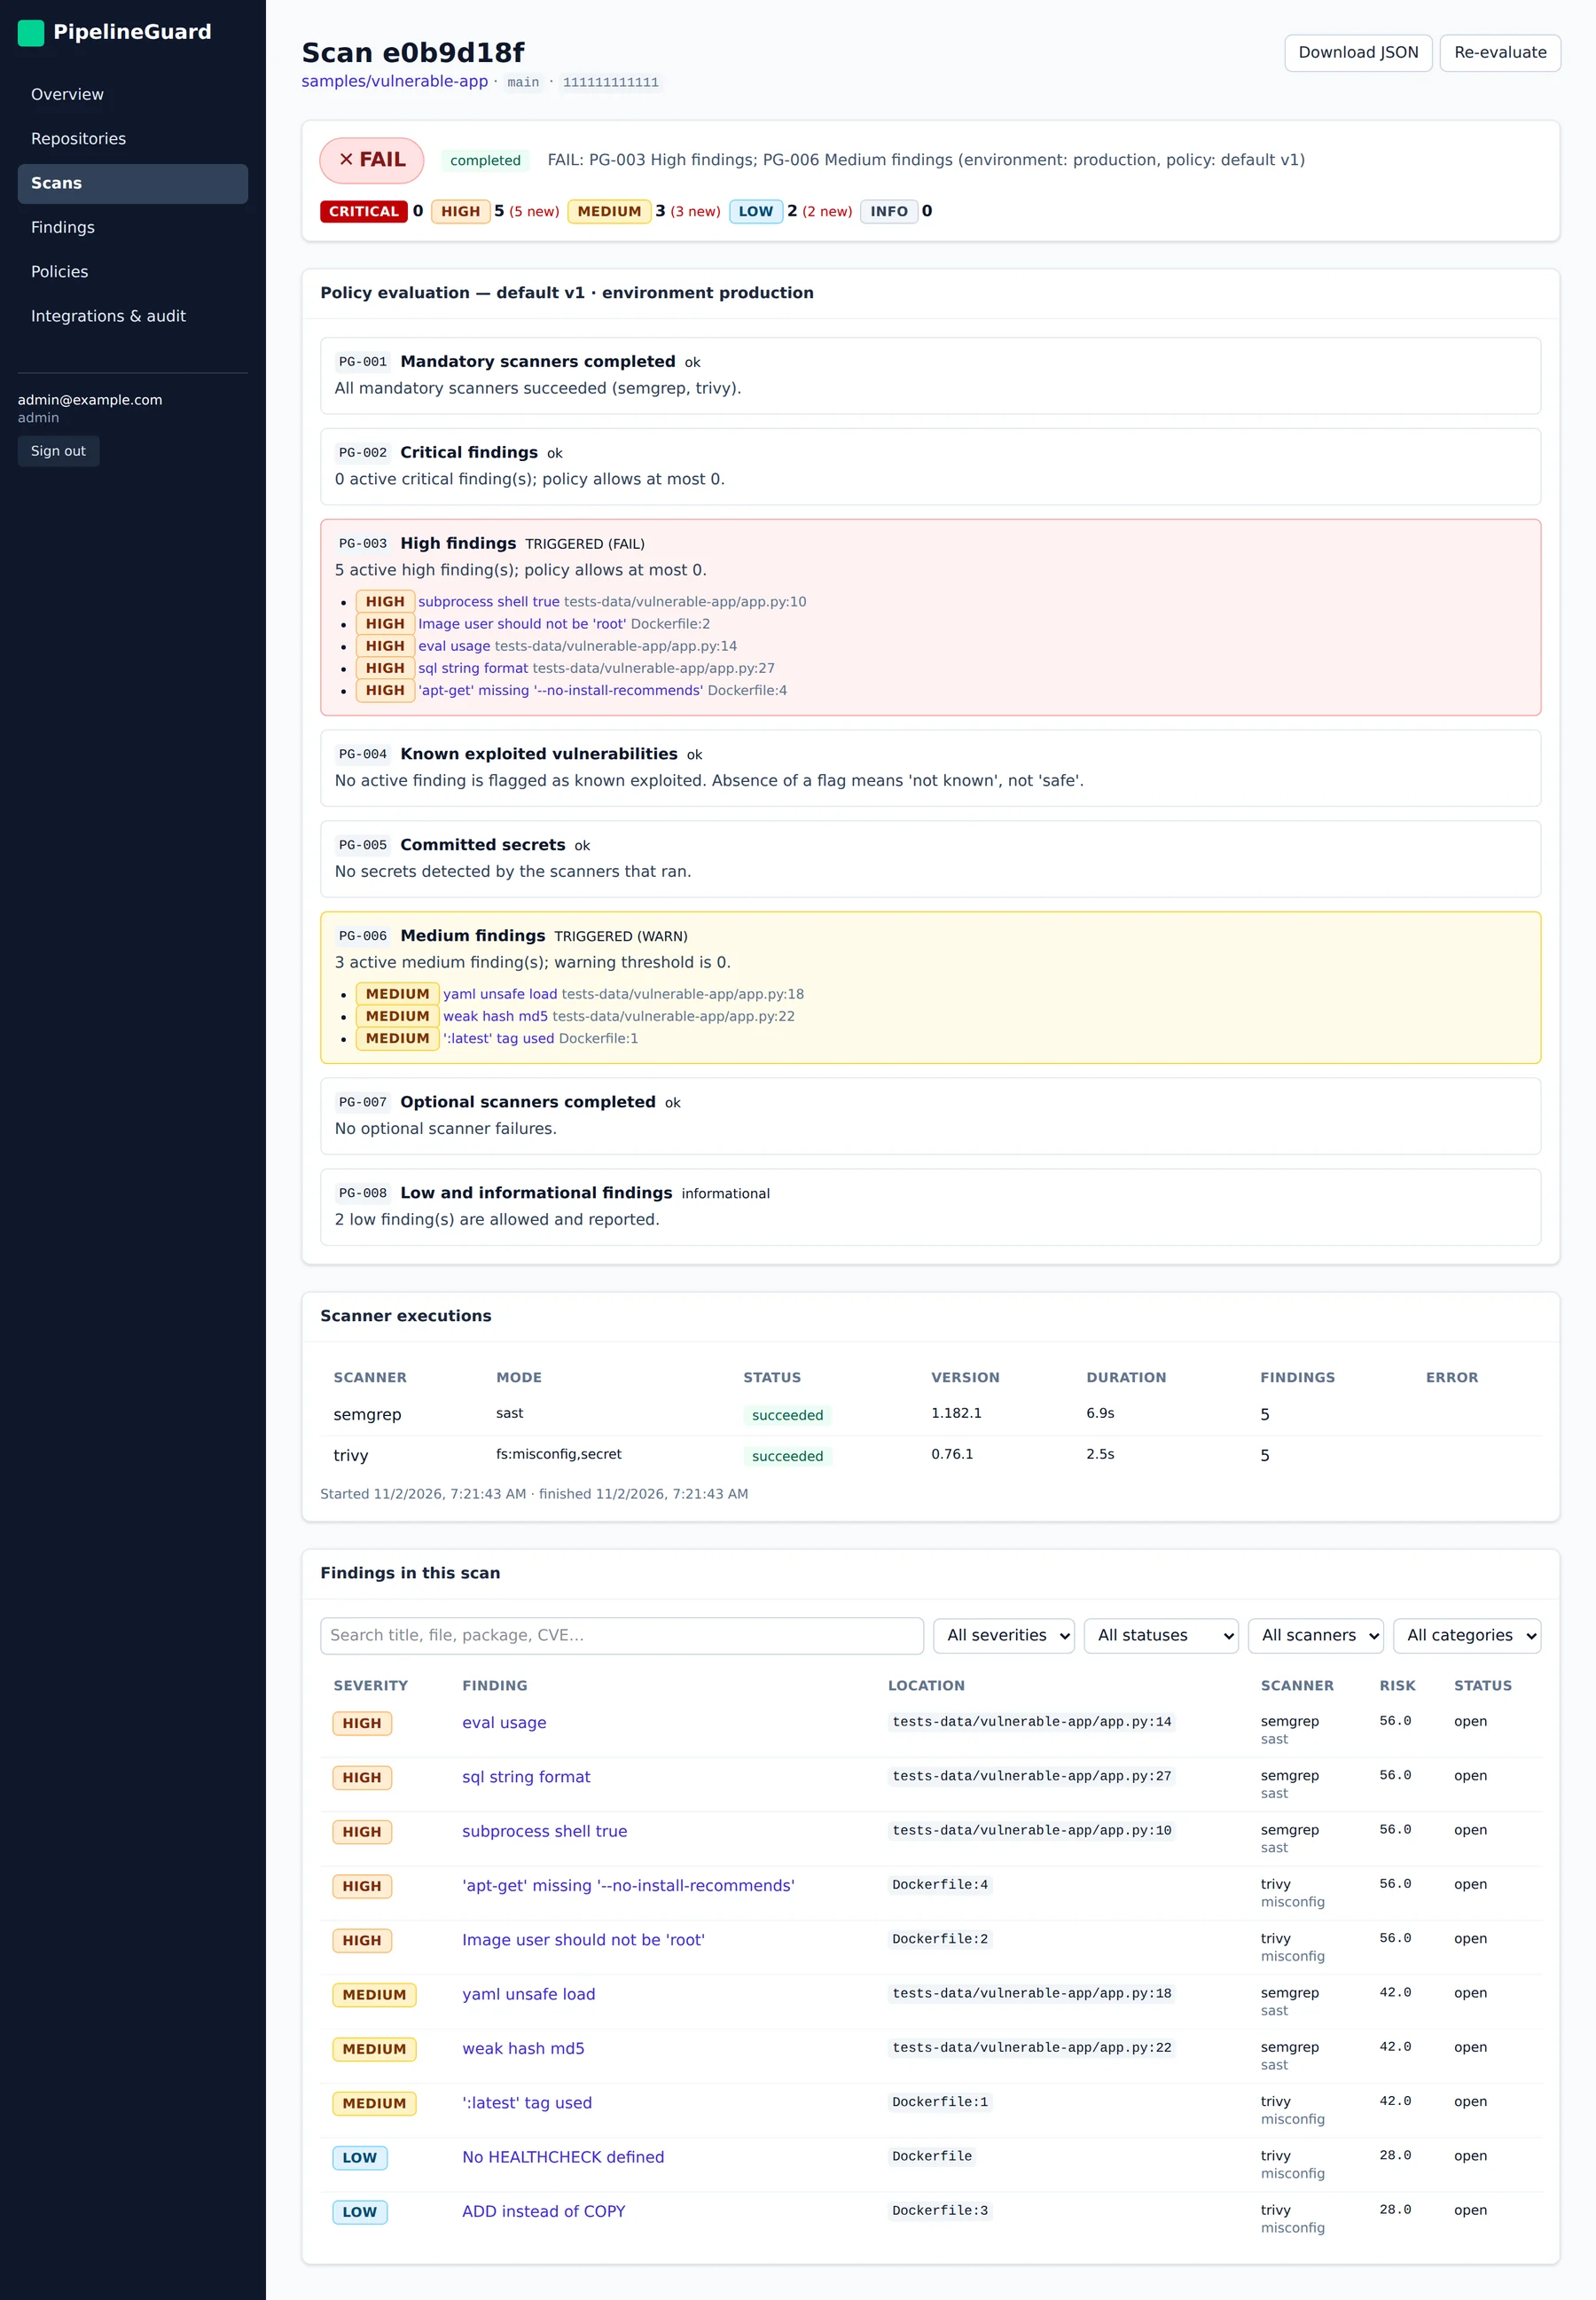 PipelineGuard
Overview
Repositories
Scans
Findings
Policies
Integrations & audit
admin@example.com
admin
Sign out
Scan e0b9d18f
samples/vulnerable-app · main · 111111111111
Download JSON
Re-evaluate
✕ FAIL completed FAIL: PG-003 High findings; PG-006 Medium findings (environment: production, policy: default v1)
CRITICAL 0 HIGH 5 (5 new) MEDIUM 3 (3 new) LOW 2 (2 new) INFO 0
Policy evaluation — default v1 · environment production
PG-001 Mandatory scanners completed ok
All mandatory scanners succeeded (semgrep, trivy).
PG-002 Critical findings ok
0 active critical finding(s); policy allows at most 0.
PG-003 High findings TRIGGERED (FAIL)
5 active high finding(s); policy allows at most 0.
• HIGH subprocess shell true tests-data/vulnerable-app/app.py:10
• HIGH Image user should not be 'root' Dockerfile:2
• HIGH eval usage tests-data/vulnerable-app/app.py:14
• HIGH sql string format tests-data/vulnerable-app/app.py:27
• HIGH 'apt-get' missing '--no-install-recommends' Dockerfile:4
PG-004 Known exploited vulnerabilities ok
No active finding is flagged as known exploited. Absence of a flag means 'not known', not 'safe'.
PG-005 Committed secrets ok
No secrets detected by the scanners that ran.
PG-006 Medium findings TRIGGERED (WARN)
3 active medium finding(s); warning threshold is 0.
• MEDIUM yaml unsafe load tests-data/vulnerable-app/app.py:18
• MEDIUM weak hash md5 tests-data/vulnerable-app/app.py:22
• MEDIUM ':latest' tag used Dockerfile:1
PG-007 Optional scanners completed ok
No optional scanner failures.
PG-008 Low and informational findings informational
2 low finding(s) are allowed and reported.
Scanner executions
SCANNER MODE STATUS VERSION DURATION FINDINGS ERROR
semgrep sast succeeded 1.182.1 6.9s 5
trivy fs:misconfig,secret succeeded 0.76.1 2.5s 5
Started 11/2/2026, 7:21:43 AM · finished 11/2/2026, 7:21:43 AM
Findings in this scan
Search title, file, package, CVE... All severities All statuses All scanners All categories
SEVERITY FINDING LOCATION SCANNER RISK STATUS
HIGH eval usage tests-data/vulnerable-app/app.py:14 semgrep 56.0 open
sast
HIGH sql string format tests-data/vulnerable-app/app.py:27 semgrep 56.0 open
sast
HIGH subprocess shell true tests-data/vulnerable-app/app.py:10 semgrep 56.0 open
sast
HIGH 'apt-get' missing '--no-install-recommends' Dockerfile:4 trivy 56.0 open
misconfig
HIGH Image user should not be 'root' Dockerfile:2 trivy 56.0 open
misconfig
MEDIUM yaml unsafe load tests-data/vulnerable-app/app.py:18 semgrep 42.0 open
sast
MEDIUM weak hash md5 tests-data/vulnerable-app/app.py:22 semgrep 42.0 open
sast
MEDIUM ':latest' tag used Dockerfile:1 trivy 42.0 open
misconfig
LOW No HEALTHCHECK defined Dockerfile trivy 28.0 open
misconfig
LOW ADD instead of COPY Dockerfile:3 trivy 28.0 open
misconfig